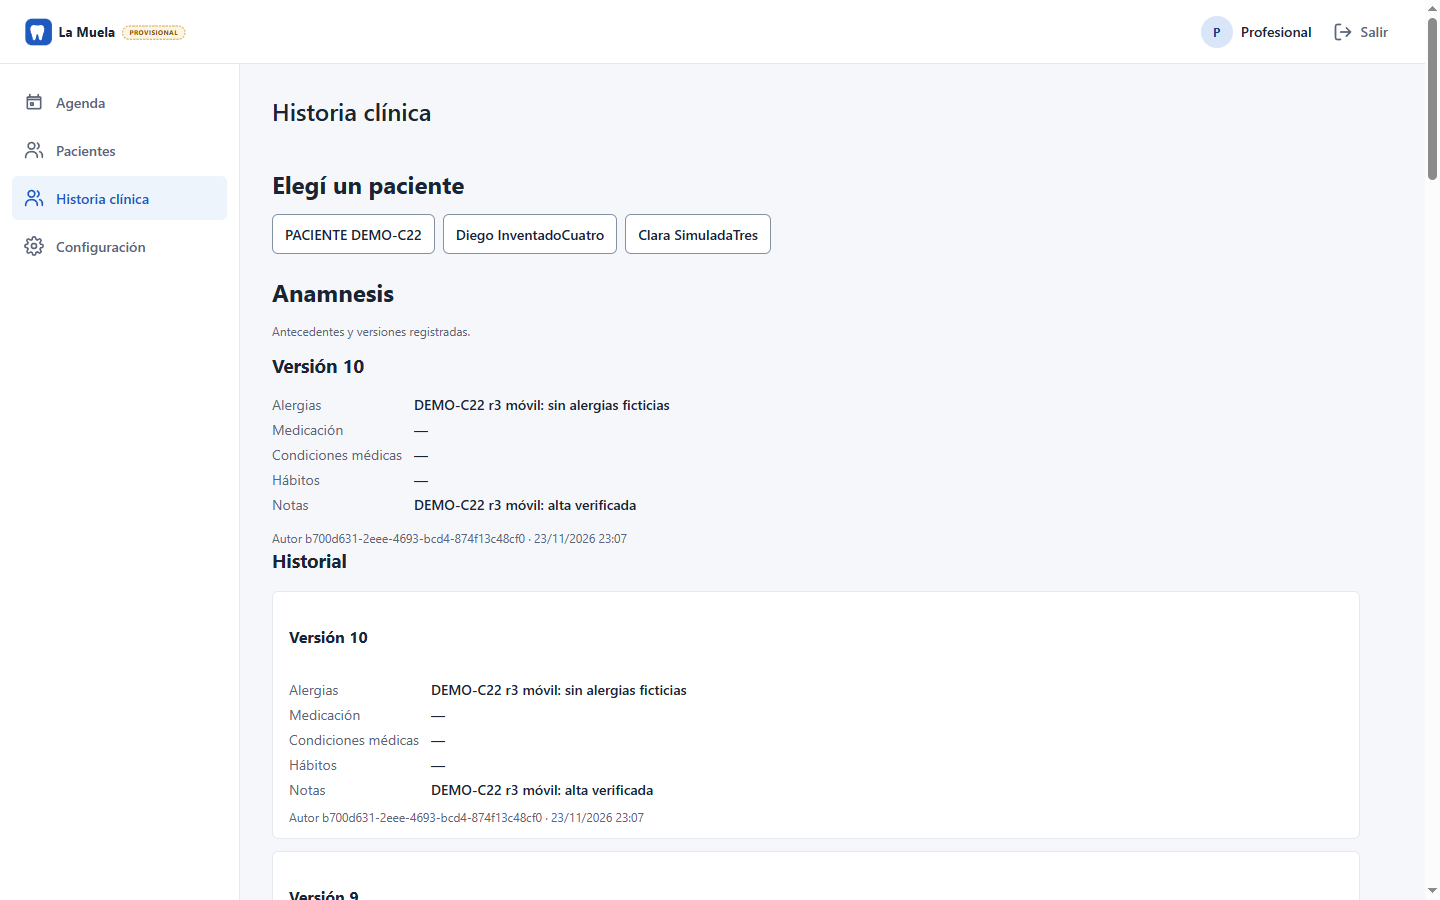 La Muela PROVISIONAL
P Profesional Salir
Agenda
Pacientes
Historia clínica
Configuración
Historia clínica
Elegí un paciente
PACIENTE DEMO-C22 Diego InventadoCuatro Clara SimuladaTres
Anamnesis
Antecedentes y versiones registradas.
Versión 10
Alergias DEMO-C22 r3 móvil: sin alergias ficticias
Medicación —
Condiciones médicas —
Hábitos —
Notas DEMO-C22 r3 móvil: alta verificada
Autor b700d631-2eee-4693-bcd4-874f13c48cf0 · 23/11/2026 23:07
Historial
Versión 10
Alergias DEMO-C22 r3 móvil: sin alergias ficticias
Medicación —
Condiciones médicas —
Hábitos —
Notas DEMO-C22 r3 móvil: alta verificada
Autor b700d631-2eee-4693-bcd4-874f13c48cf0 · 23/11/2026 23:07
Versión 9